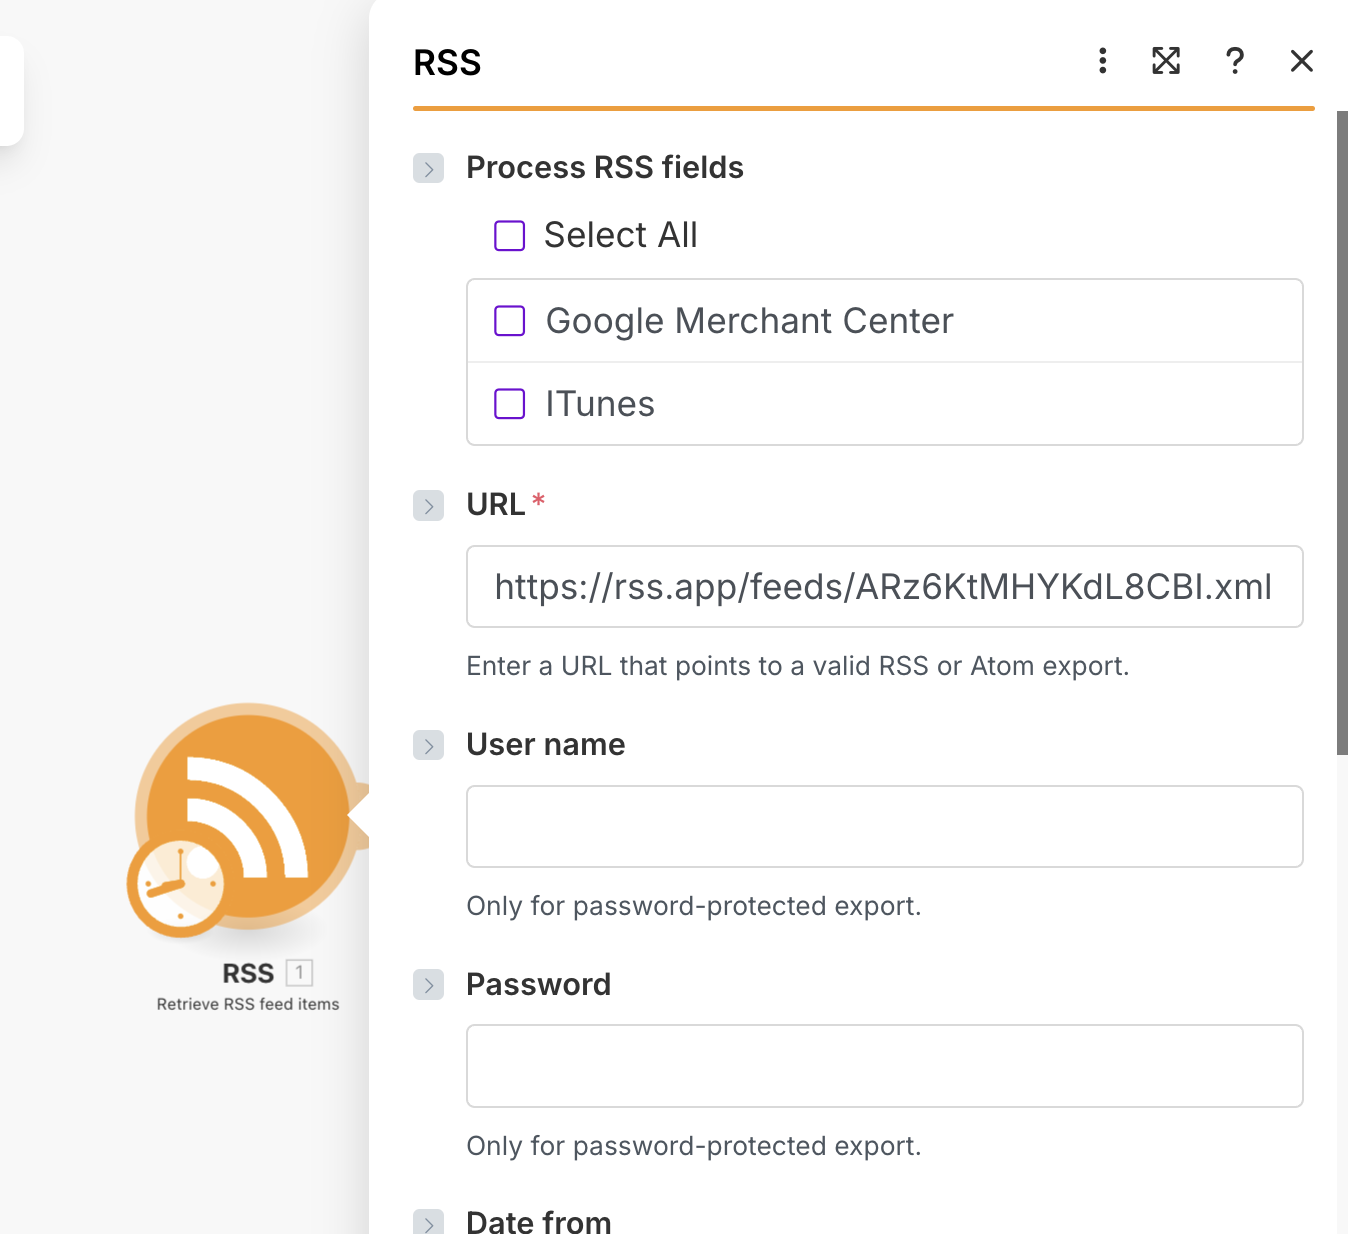 RSS
Process RSS fields
Select All
Google Merchant Center
ITunes
URL *
https://rss.app/feeds/ARz6KtMHYKdL8CBI.xml
Enter a URL that points to a valid RSS or Atom export.
User name
Only for password-protected export.
Password
Only for password-protected export.
Date from
RSS 1
Retrieve RSS feed items